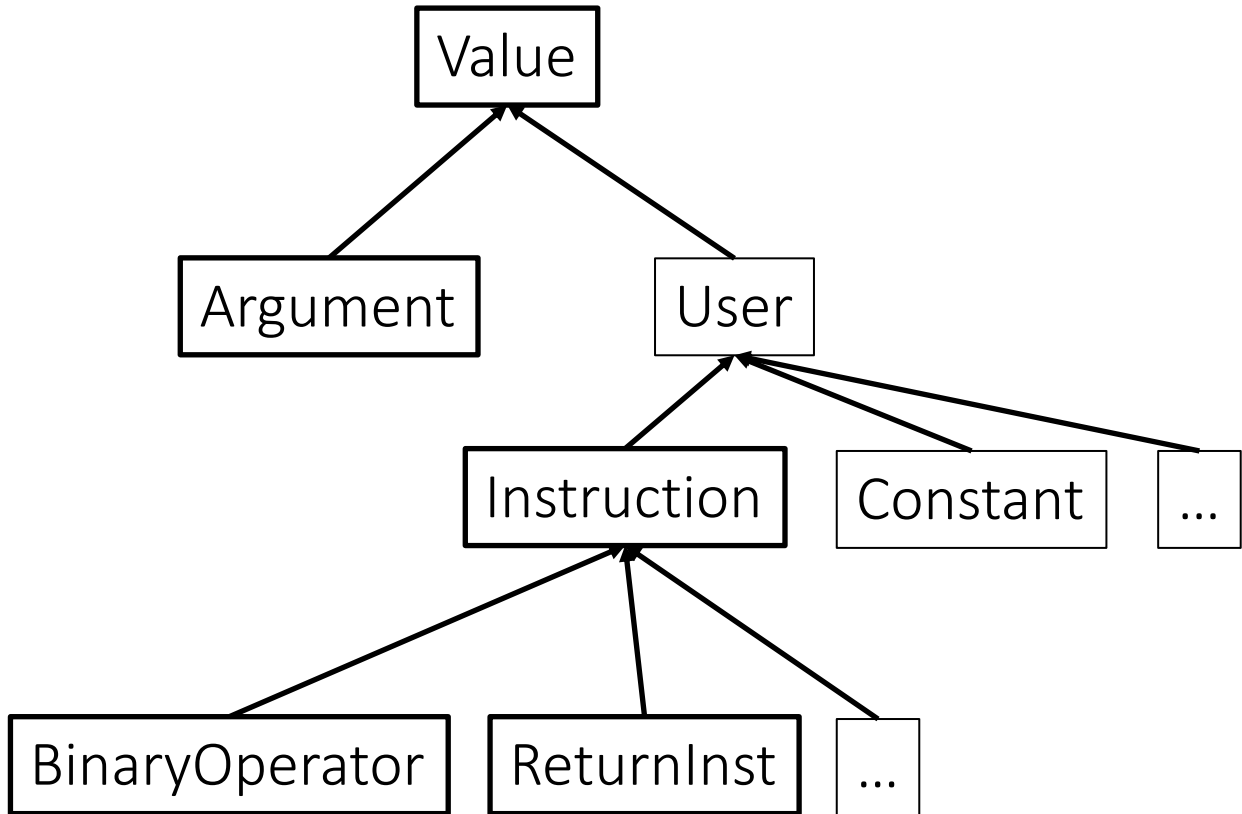 Value
Argument
User
Instruction
Constant
...
BinaryOperator
ReturnInst
...